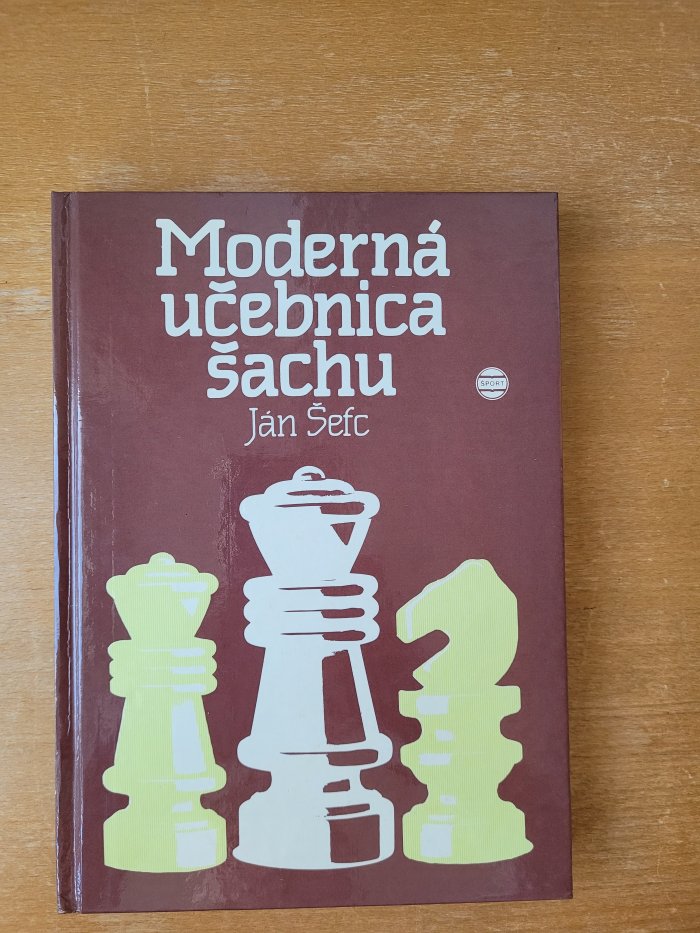 Moderná
učebnica
šachu
Ján Šefc
ŠPORT